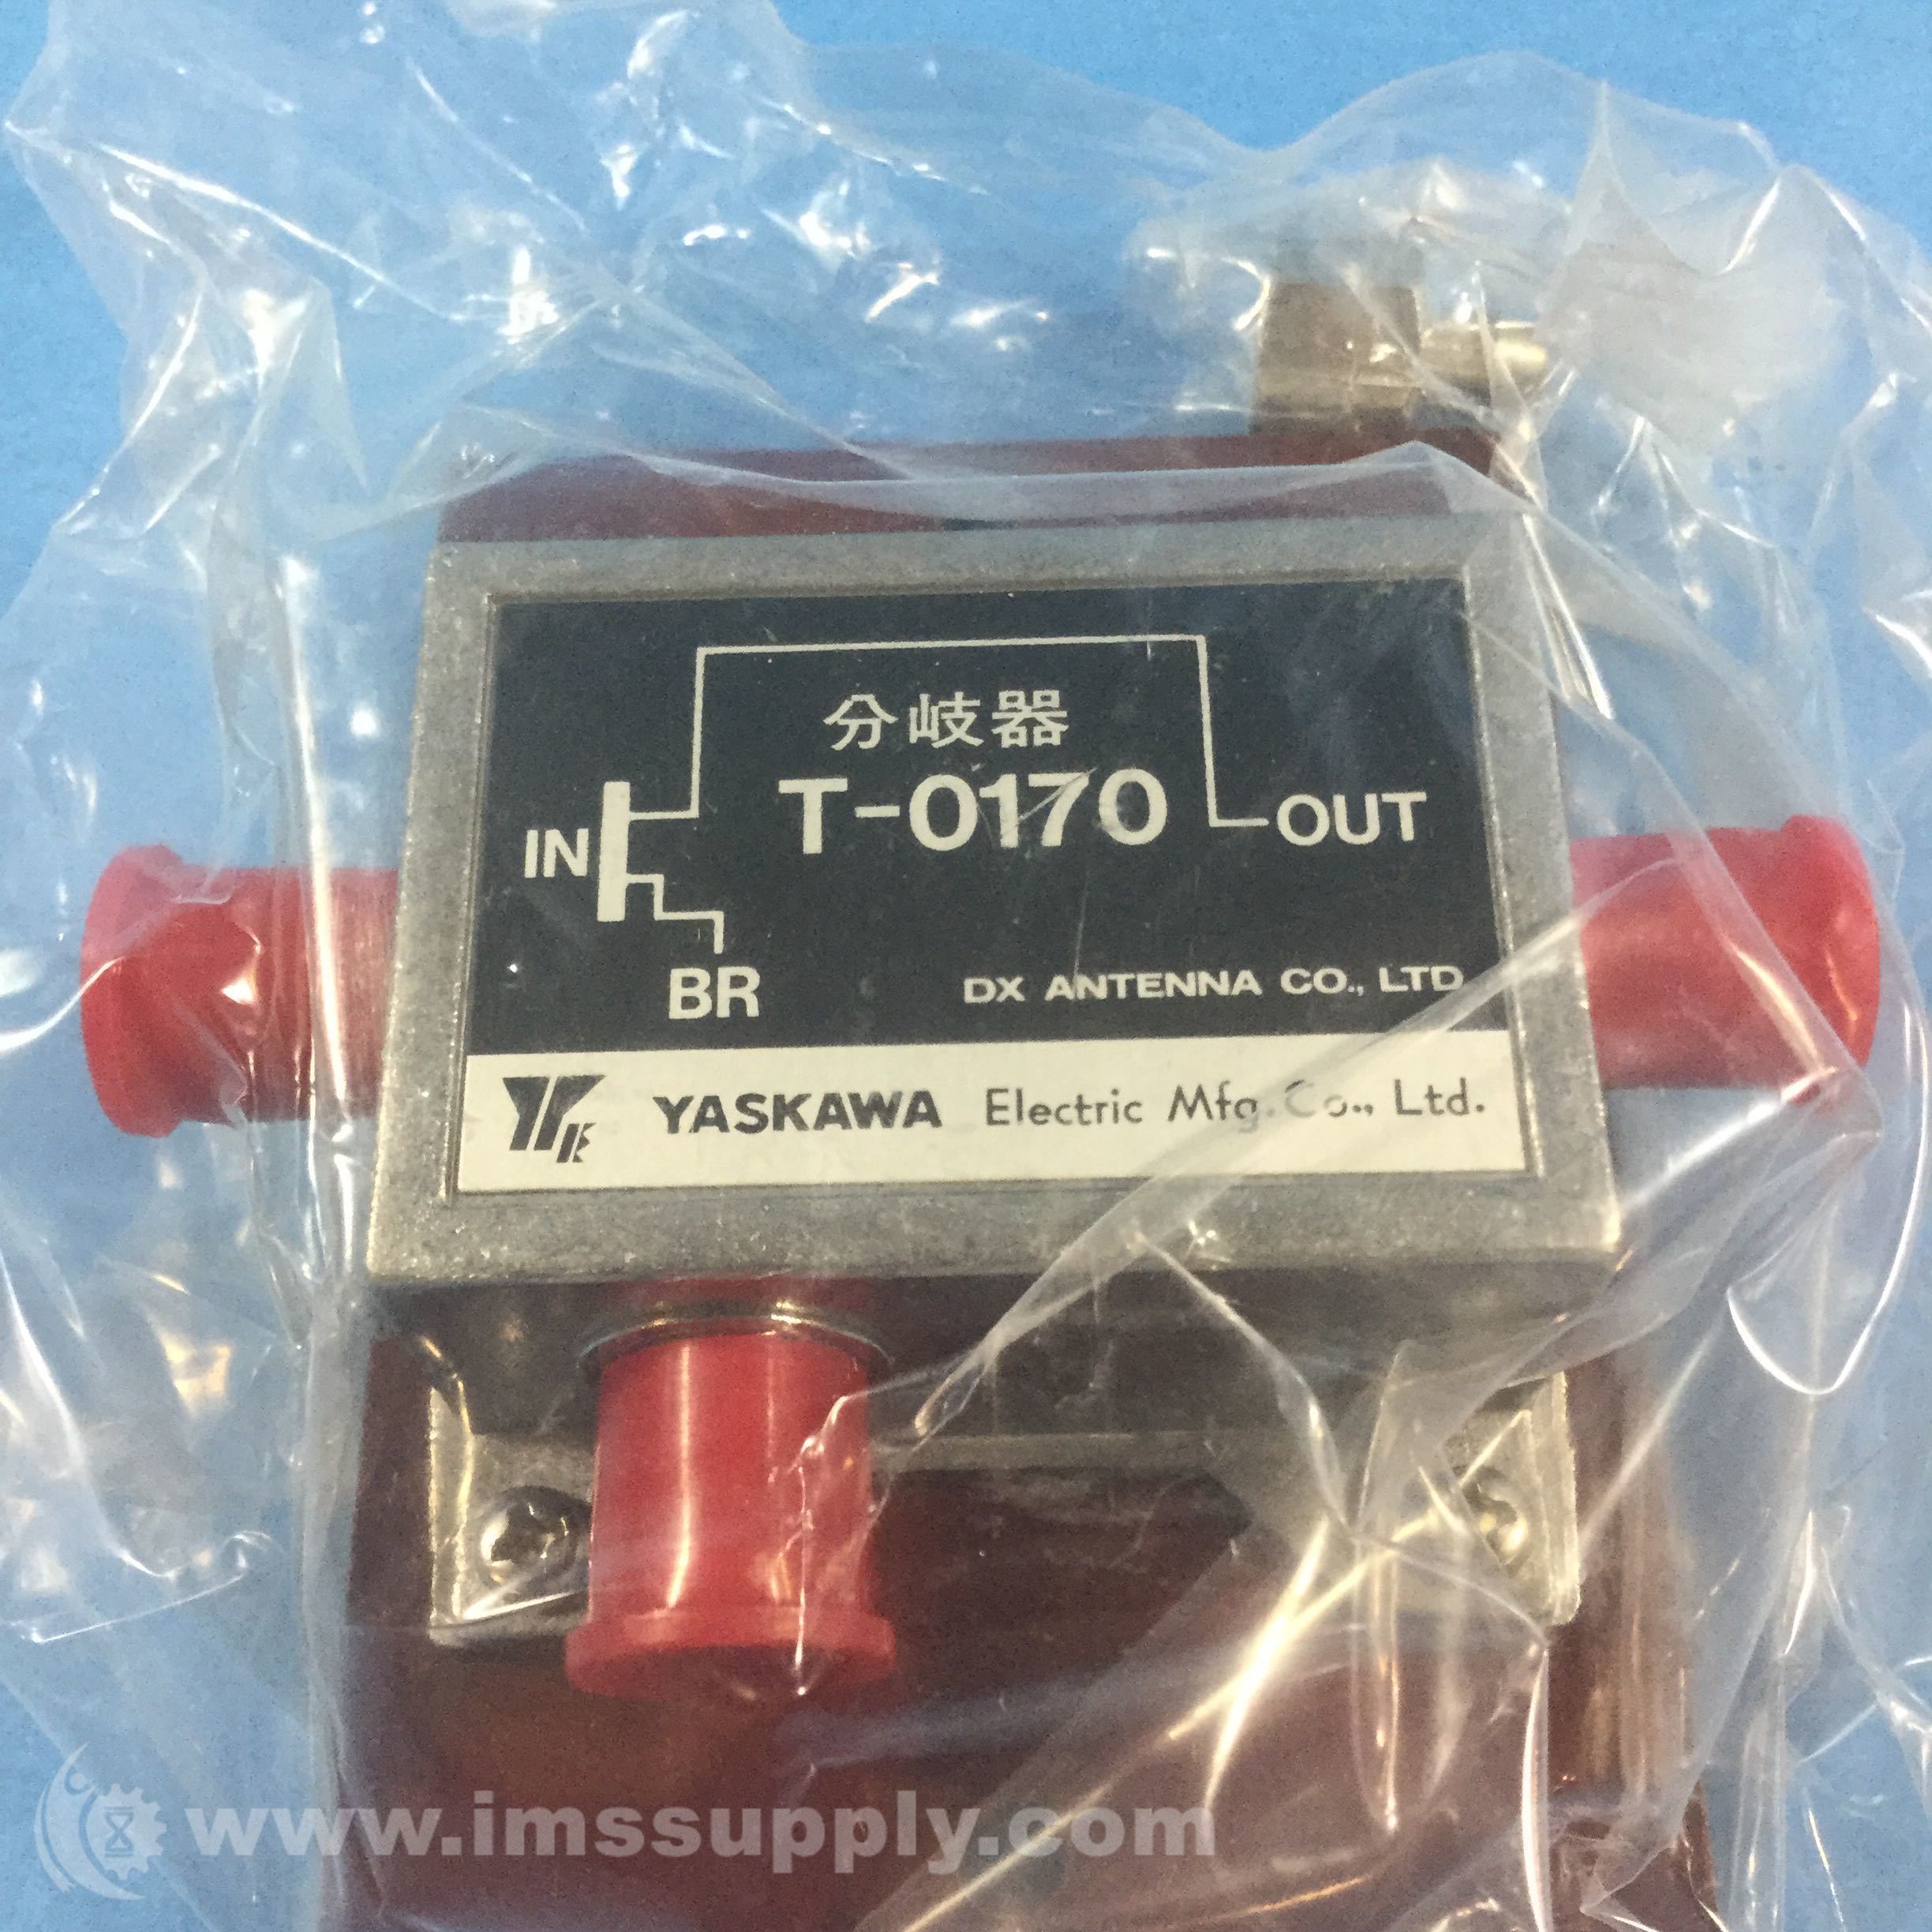 分岐器
T-0170
IN
OUT
BR
DX ANTENNA CO., LTD
YE YASKAWA Electric Mfg. Co., Ltd.
www.imssupply.com